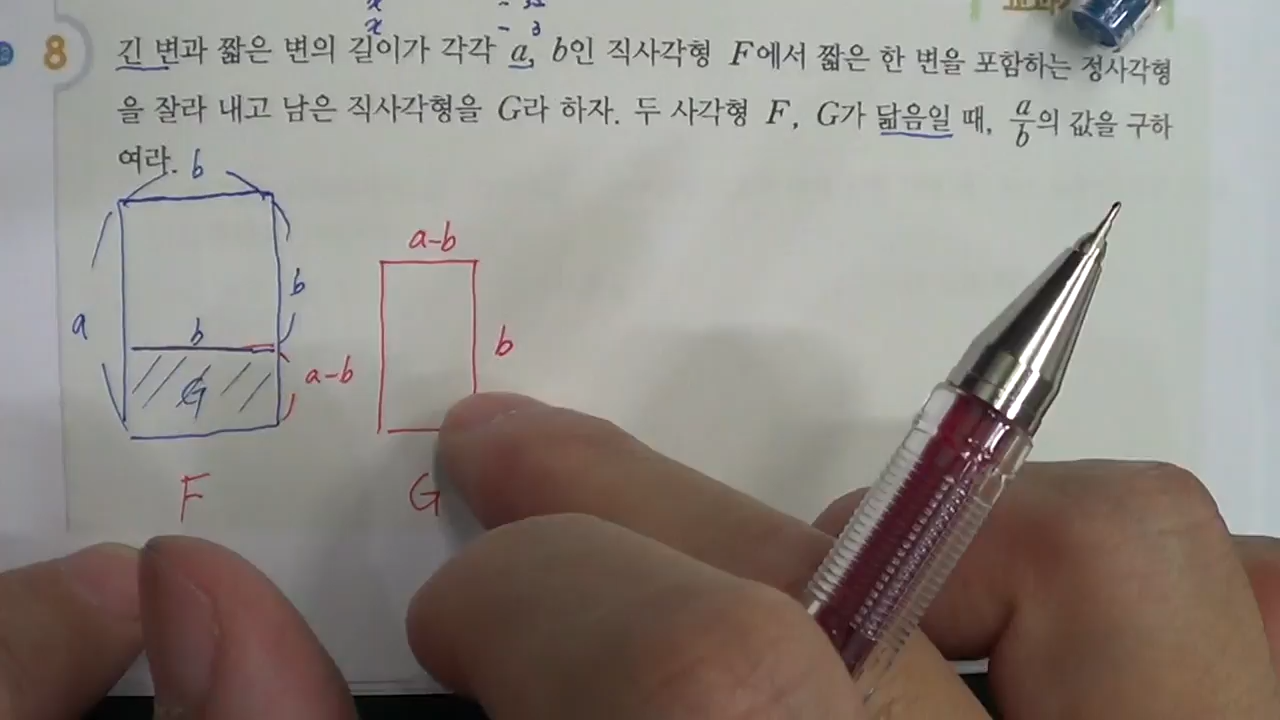 x
x - 3
8 긴 변과 짧은 변의 길이가 각각 a, b인 직사각형 F에서 짧은 한 변을 포함하는 정사각형
을 잘라 내고 남은 직사각형을 G라 하자. 두 사각형 F, G가 닮음일 때, a/b의 값을 구하
여라.
b
a-b
b
a
b
b
a-b
G
F
G